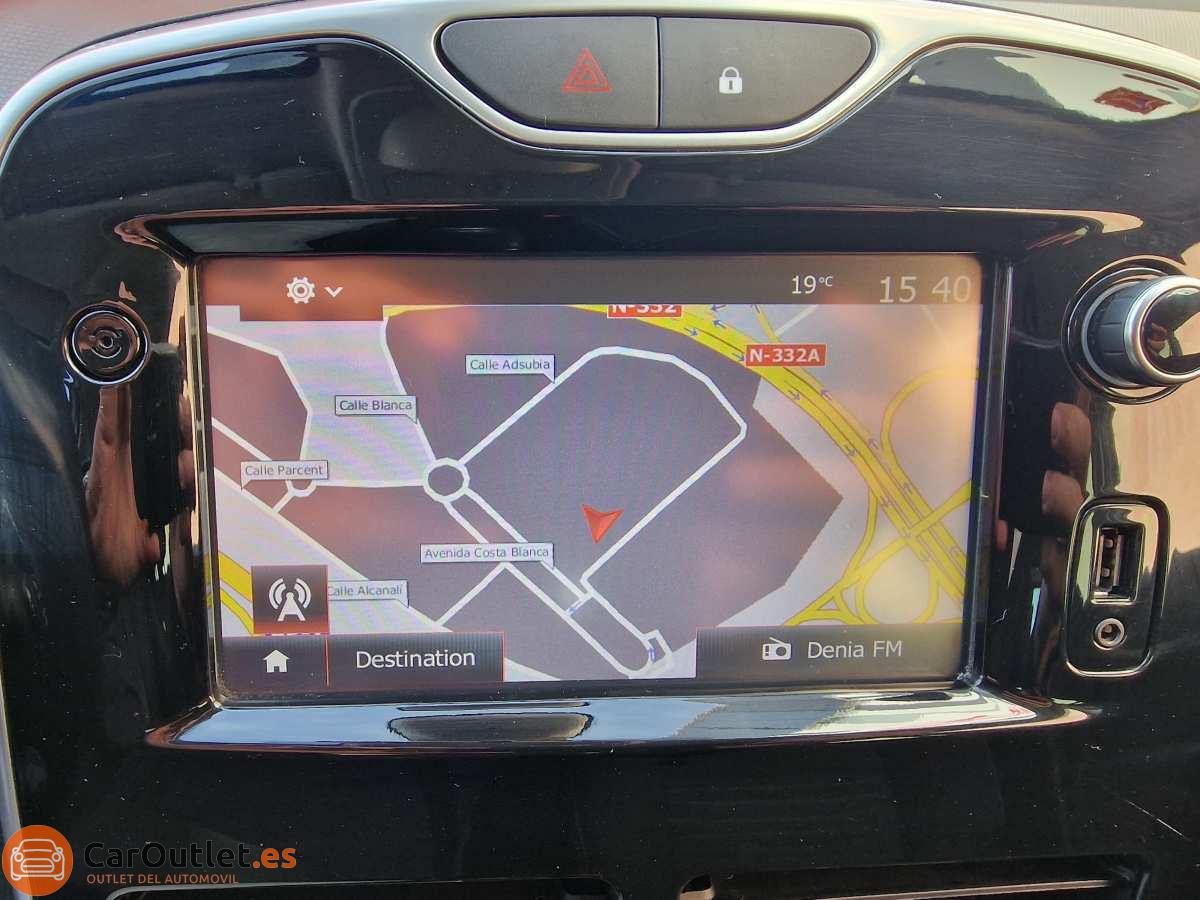 19°C
15 40
N-332
N-332A
Calle Adsubia
Calle Blanca
Calle Parcent
Avenida Costa Blanca
Calle Alcanalí
Destination
Denia FM
CarOutlet.es
OUTLET DEL AUTOMOVIL